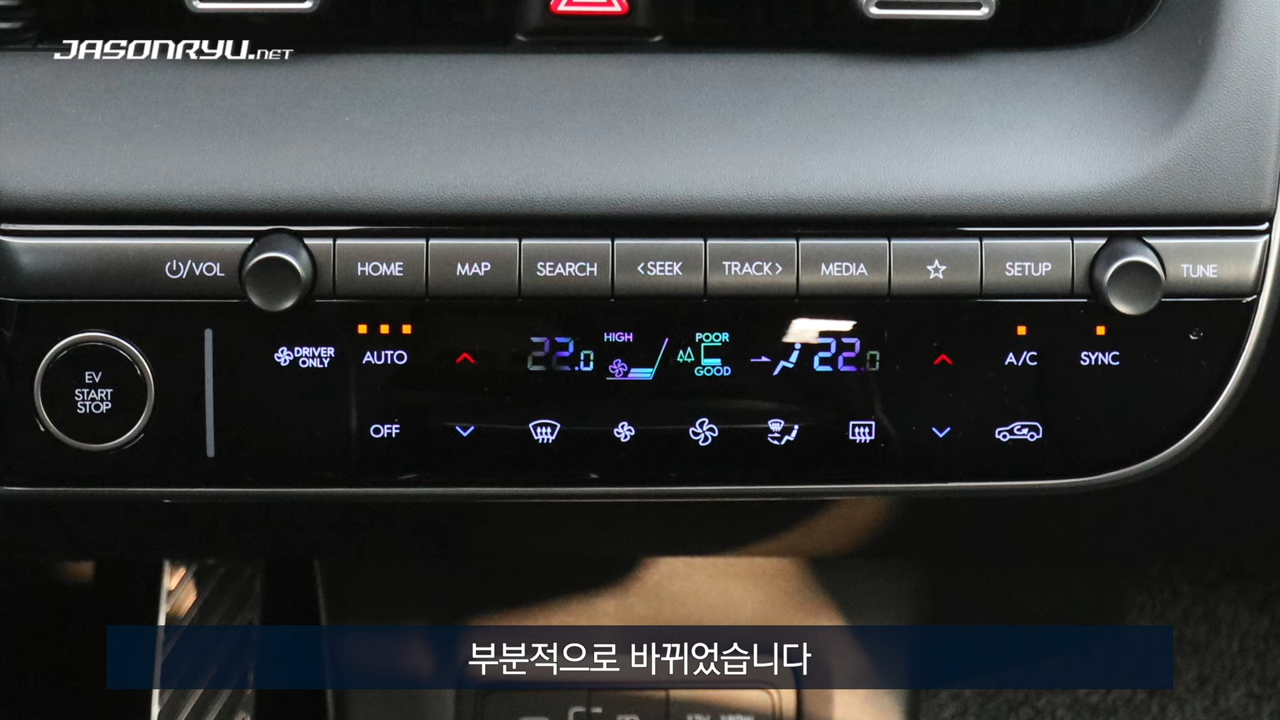 JASONRYU.NET
/VOL
HOME
MAP
SEARCH
<SEEK
TRACK>
MEDIA
SETUP
TUNE
EV
START
STOP
DRIVER
ONLY
AUTO
22.0
HIGH
POOR
GOOD
22.0
A/C
SYNC
OFF
부분적으로 바뀌었습니다